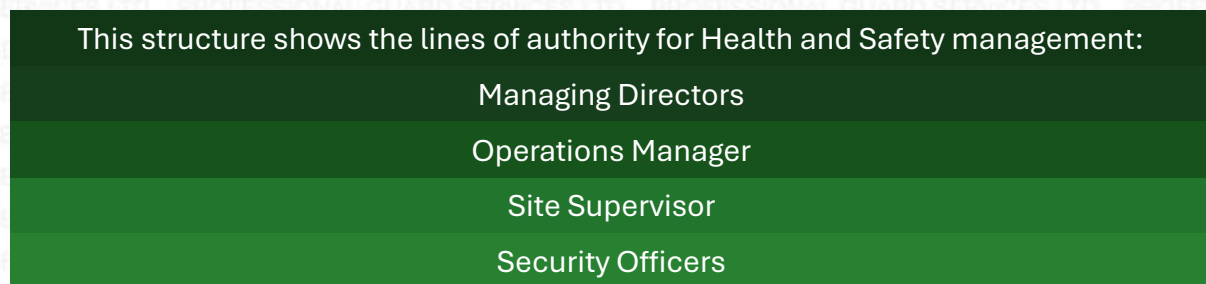 This structure shows the lines of authority for Health and Safety management:
Managing Directors
Operations Manager
Site Supervisor
Security Officers